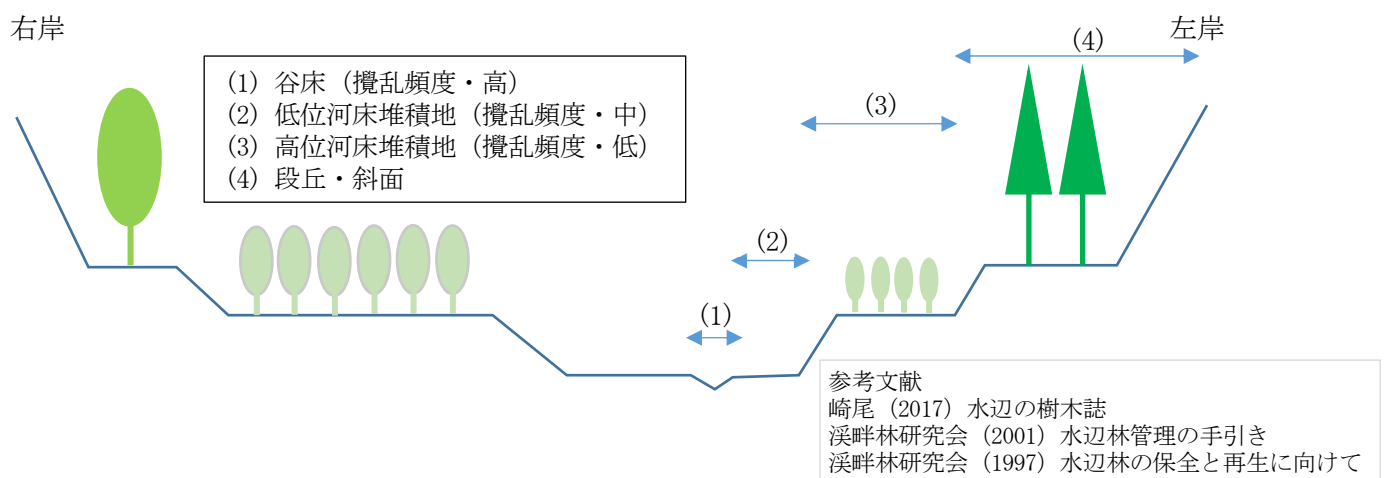 右岸
左岸
(1) 谷床（攪乱頻度・高）
(2) 低位河床堆積地（攪乱頻度・中）
(3) 高位河床堆積地（攪乱頻度・低）
(4) 段丘・斜面
(4)
(3)
(2)
(1)
参考文献
崎尾（2017）水辺の樹木誌
渓畔林研究会（2001）水辺林管理の手引き
渓畔林研究会（1997）水辺林の保全と再生に向けて